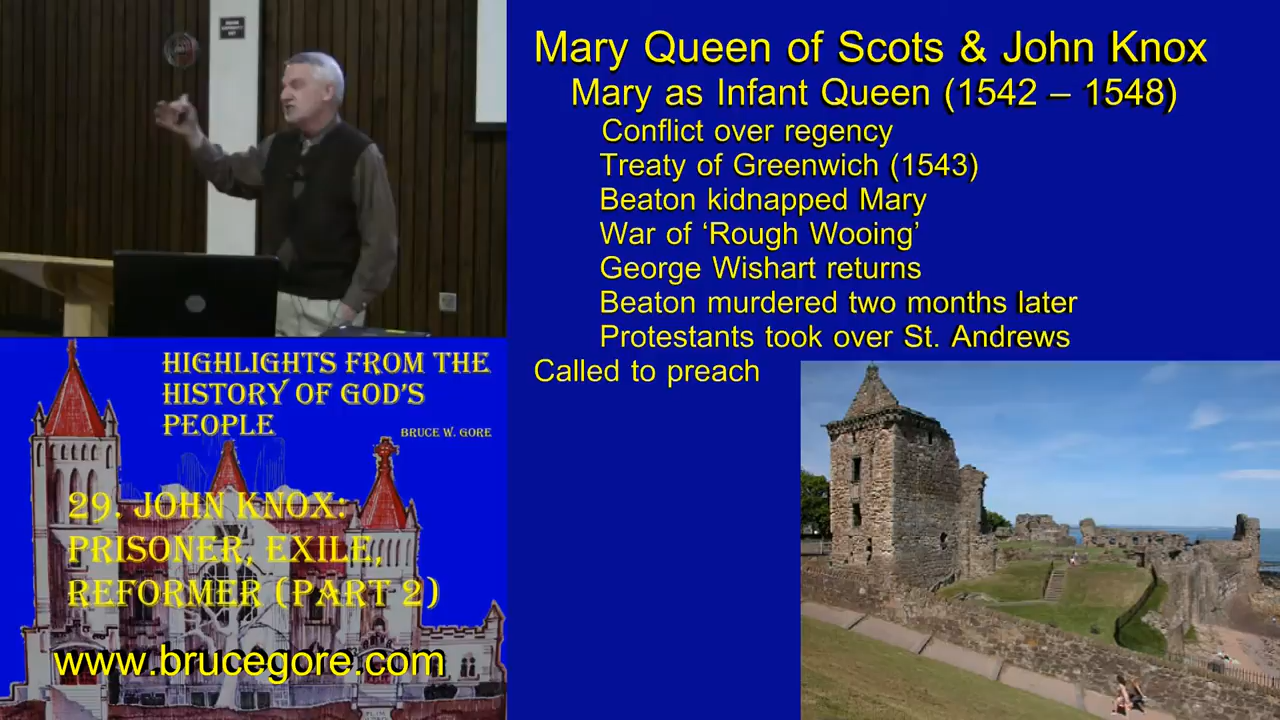 Mary Queen of Scots & John Knox
Mary as Infant Queen (1542 – 1548)
Conflict over regency
Treaty of Greenwich (1543)
Beaton kidnapped Mary
War of ‘Rough Wooing’
George Wishart returns
Beaton murdered two months later
Protestants took over St. Andrews
Called to preach
HIGHLIGHTS FROM THE
HISTORY OF GOD'S
PEOPLE
BRUCE W. GORE
29. JOHN KNOX:
PRISONER, EXILE,
REFORMER (PART 2)
www.brucegore.com